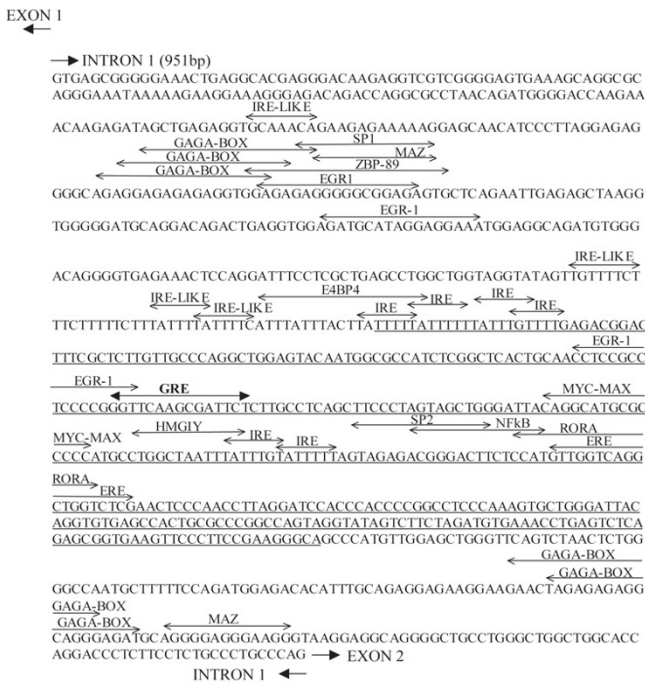 EXON 1
INTRON 1 (951bp)
GTGAGCGGGGGAAACTGAGGCACGAGGGACAAGAGGTCGTCGGGGAGTGAAAGCAGGCGC
AGGGAAATAAAAAGAAGGAAAGGGAGACAGACCAGGCGCCTAACAGATGGGGACCAAGAA
IRE-LIKE
ACAAGAGATAGCTGAGAGGTGCAAACAGAAGAGAAAAAGGAGCAACATCCCTTAGGAGAG
GAGA-BOX SP1
GAGA-BOX MAZ
GAGA-BOX ZBP-89
EGR1
GGGCAGAGGAGAGAGAGGTGGAGAGAGGGGGCGGAGAGTGCTCAGAATTGAGAGCTAAGG
TGGGGGATGCAGGACAGACTGAGGTGGAGATGCATAGGAGGAAATGGAGGCAGATGTGGG
EGR-1
IRE-LIKE
ACAGGGGTGAGAAACTCCAGGATTTCCTCGCTGAGCCTGGCTGGTAGGTATAGTTGTTTTCT
IRE-LIKE IRE-LIKE E4BP4 IRE IRE IRE IRE
TTCTTTTTCTTTATTTTATTTTCATTTATTTACTTATTTTTATTTTTTATTTGTTTTGAGACGGAC
EGR-1
TTTCGCTCTTGTTGCCCAGGCTGGAGTACAATGGCGCCATCTCGGCTCACTGCAACCTCCGCC
EGR-1 GRE MYC-MAX
TCCCCGGGTTCAAGCGATTCTCTTGCCTCAGCTTCCCTAGTAGCTGGGATTACAGGCATGCGC
MYC-MAX HMGIY IRE IRE SP2 NFkB RORA
ERE
CCCCATGCCTGGCTAATTTATTTGTATTTTTAGTAGAGACGGGACTTCTCCATGTTGGTCAGG
RORA
ERE
CTGGTCTCGAACTCCCAACCTTAGGATCCACCCACCCCGGCCTCCCAAAGTGCTGGGATTAC
AGGTGTGAGCCACTGCGCCCGGCCAGTAGGTATAGTCTTCTAGATGTGAAACCTGAGTCTCA
GAGCGGTGAAGTTCCCTTCCGAAGGGCAGCCCATGTTGGAGCTGGGTTCAGTCTAACTCTGG
GAGA-BOX
GAGA-BOX
GGCCAATGCTTTTTCCAGATGGAGACACATTTGCAGAGGAGAAGGAAGAACTAGAGAGAGG
GAGA-BOX
GAGA-BOX MAZ
CAGGGAGATGCAGGGGAGGGAAGGGTAAGGAGGCAGGGGCTGCCTGGGCTGGCTGGCACC
AGGACCCTCTTCCTCTGCCCTGCCCAG EXON 2
INTRON 1